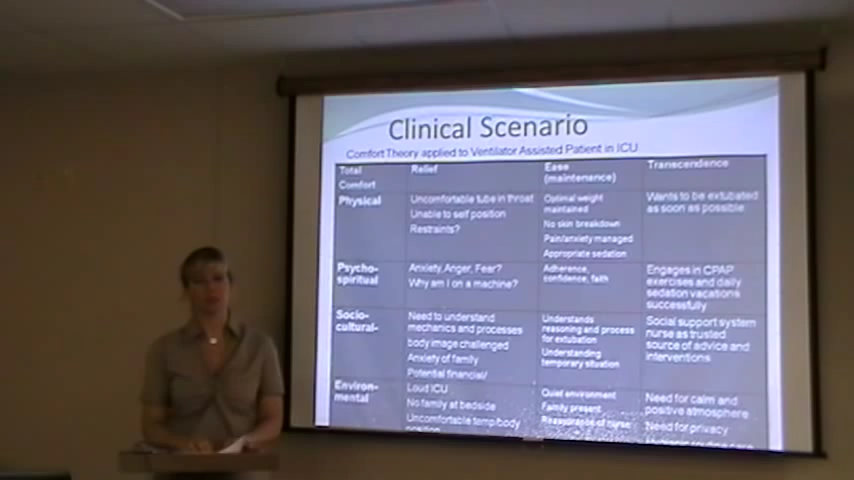 Clinical Scenario
Comfort Theory applied to Ventilator Assisted Patient in ICU
Total Comfort
Relief
Ease (maintenance)
Transcendence
Physical
Uncomfortable tube in throat
Unable to self position
Restraints?
Optimal weight maintained
No skin breakdown
Pain/anxiety managed
Appropriate sedation
Wants to be extubated as soon as possible
Psycho-spiritual
Anxiety, Anger, Fear?
Why am I on a machine?
Adherence, confidence, faith
Engages in CPAP exercises and daily sedation vacations successfully
Socio-cultural-
Need to understand mechanics and processes
body image challenged
Anxiety of family
Potential financial/
Understands reasoning and process for extubation
Understanding temporary situation
Social support system
nurse as trusted source of advice and interventions
Environ-mental
Loud ICU
No family at bedside
Uncomfortable temp/body position
Quiet environment
Family present
Reassurance of nurse
Need for calm and positive atmosphere
Need for privacy